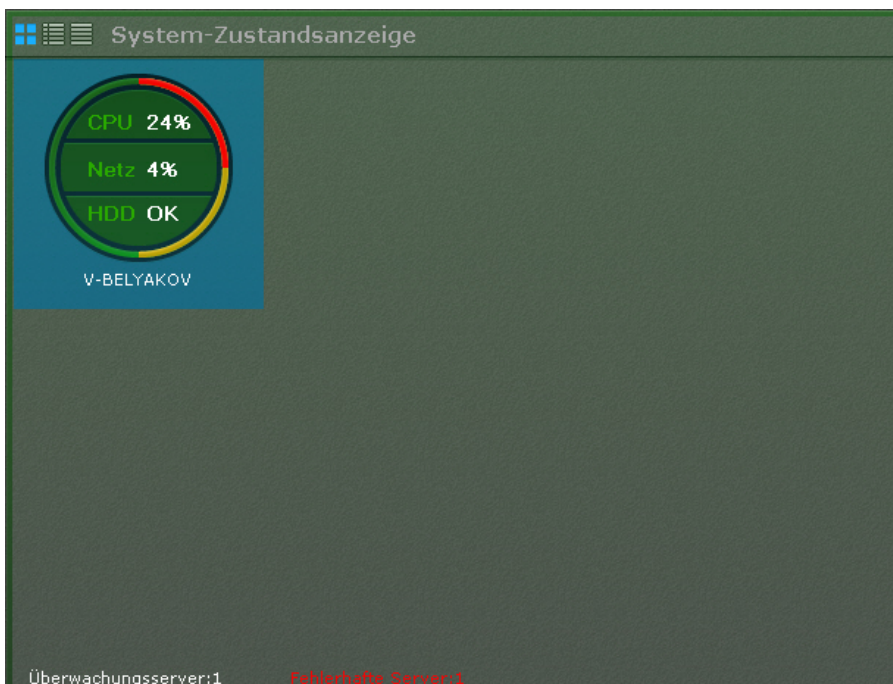 System-Zustandsanzeige
CPU 24%
Netz 4%
HDD OK
V-BELYAKOV
Überwachungsserver:1 Fehlerhafte Server:1